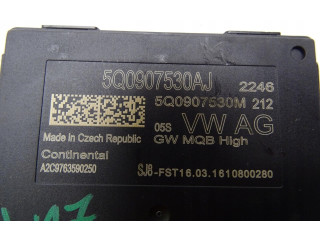 5Q0907530AJ 2246
5Q0907530M 212
05S VW AG
Made in Czech Republic GW MQB High
Continental
A2C9763590250 SJB-FST16.03.1610800280